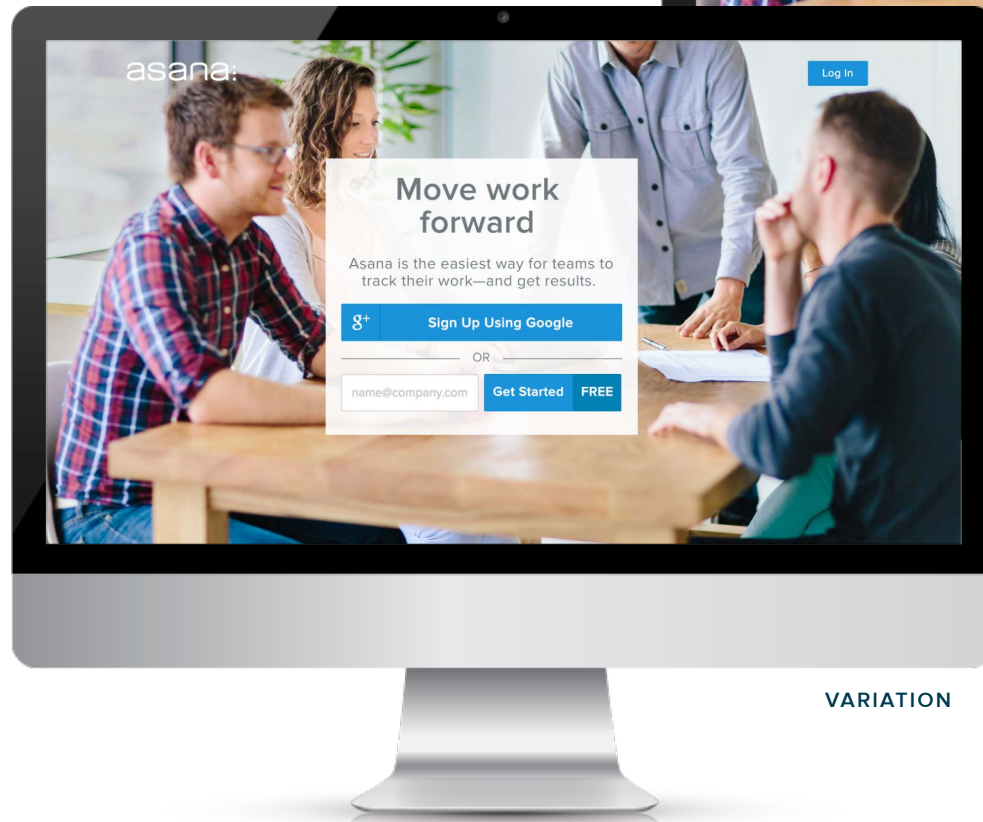 asana:
Log In
Move work
forward
Asana is the easiest way for teams to
track their work—and get results.
g+ Sign Up Using Google
OR
name@company.com Get Started FREE
VARIATION